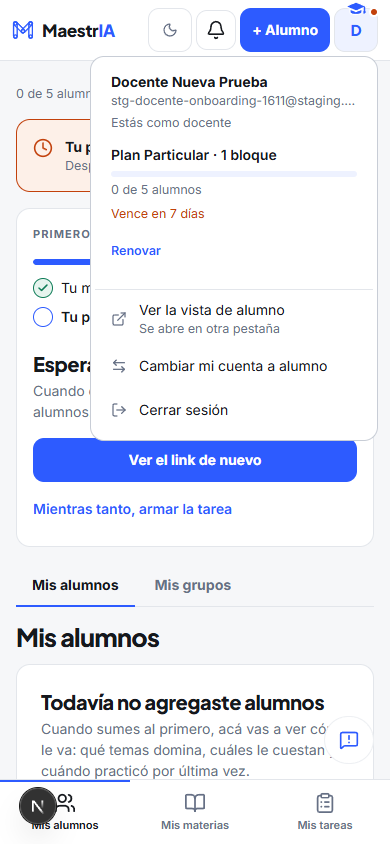 MaestrIA
+ Alumno
D
0 de 5 alumn
Docente Nueva Prueba
stg-docente-onboarding-1611@staging....
Estás como docente
Plan Particular · 1 bloque
0 de 5 alumnos
Vence en 7 días
Renovar
Ver la vista de alumno
Se abre en otra pestaña
Cambiar mi cuenta a alumno
Cerrar sesión
Tu p
Desp
PRIMERO
Tu m
Tu p
Espera
Cuando
alumnos
Ver el link de nuevo
Mientras tanto, armar la tarea
Mis alumnos
Mis grupos
Mis alumnos
Todavía no agregaste alumnos
Cuando sumes al primero, acá vas a ver
le va: qué temas domina, cuáles le cuestan
cuándo practicó por última vez.
N
Mis alumnos
Mis materias
Mis tareas